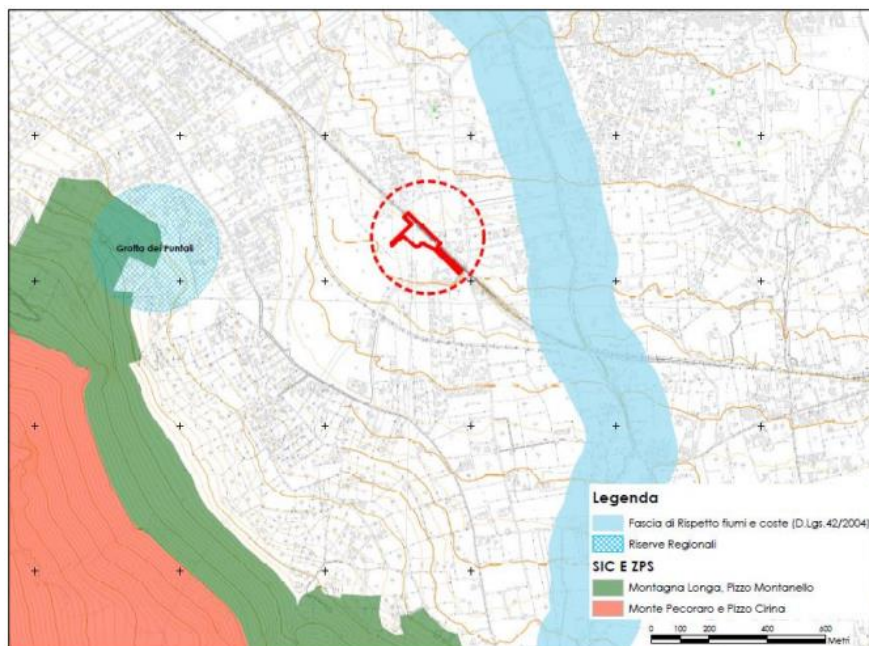 Grotta dei Puntali
Legenda
Fascia di Rispetto fiumi e coste (D.Lgs.42/2004)
Riserve Regionali
SIC E ZPS
Montagna Longa, Pizzo Montanello
Monte Pecoraro e Pizzo Cirina
0 100 200 400 600
Metri